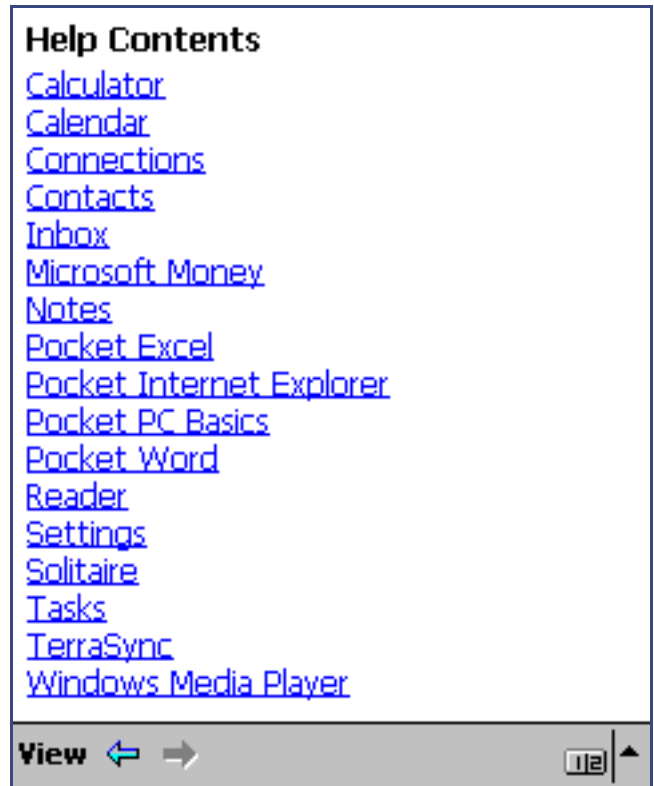 Help Contents
Calculator
Calendar
Connections
Contacts
Inbox
Microsoft Money
Notes
Pocket Excel
Pocket Internet Explorer
Pocket PC Basics
Pocket Word
Reader
Settings
Solitaire
Tasks
TerraSync
Windows Media Player
View 12